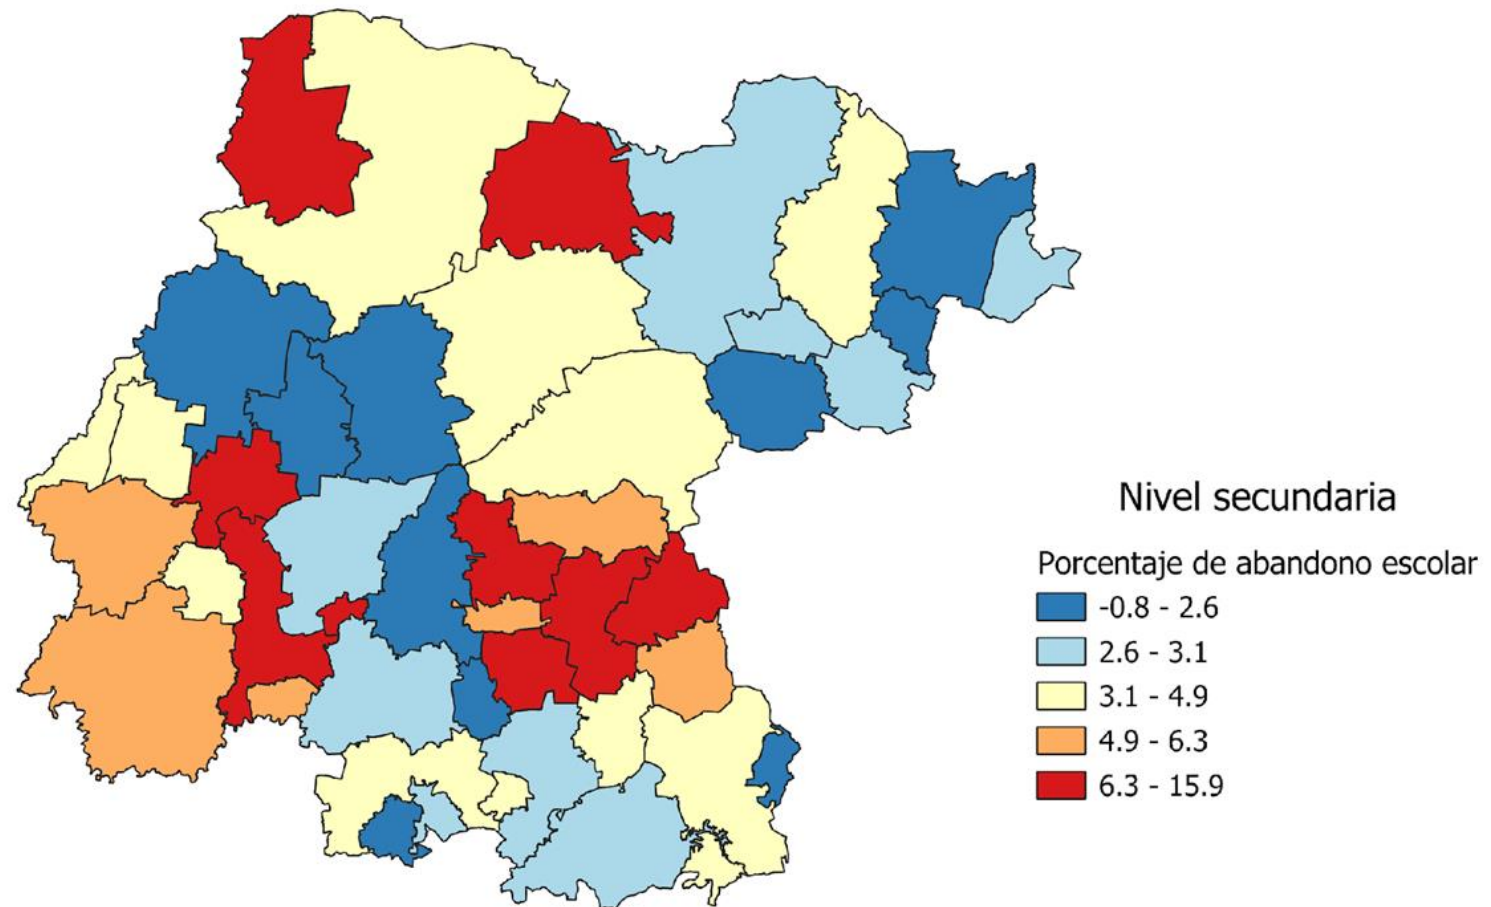 Nivel secundaria
Porcentaje de abandono escolar
-0.8 - 2.6
2.6 - 3.1
3.1 - 4.9
4.9 - 6.3
6.3 - 15.9